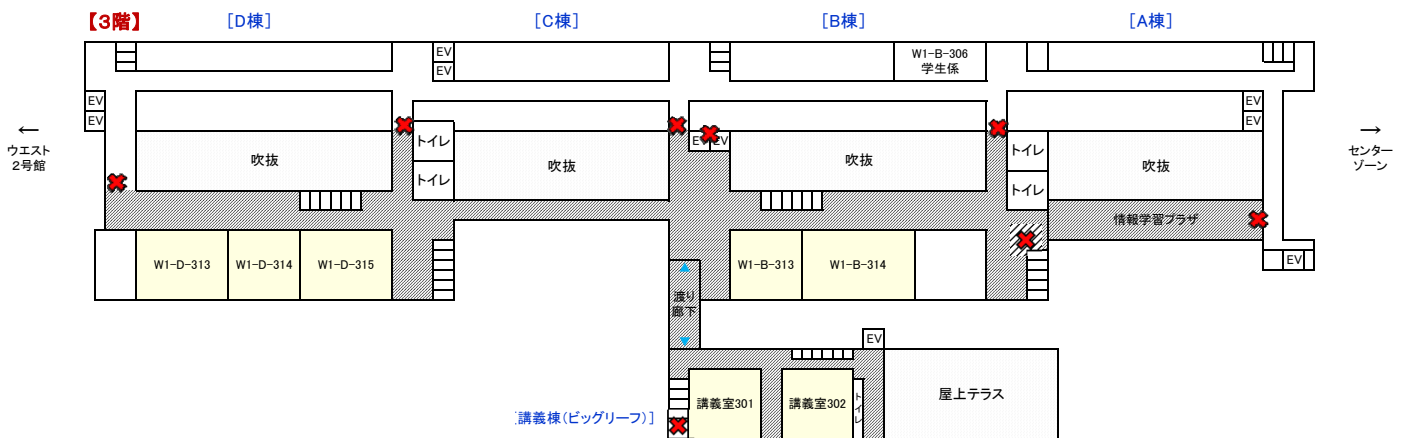 【3階】
［D棟］
［C棟］
［B棟］
［A棟］
EV
EV
W1-B-306
学生係
EV
EV
EV
EV
←
ウエスト
2号館
→
センター
ゾーン
トイレ
トイレ
吹抜
吹抜
EV
EV
吹抜
トイレ
トイレ
吹抜
情報学習プラザ
W1-D-313
W1-D-314
W1-D-315
W1-B-313
W1-B-314
EV
渡り
廊下
EV
講義室301
講義室302
トイレ
屋上テラス
［講義棟(ビッグリーフ)］